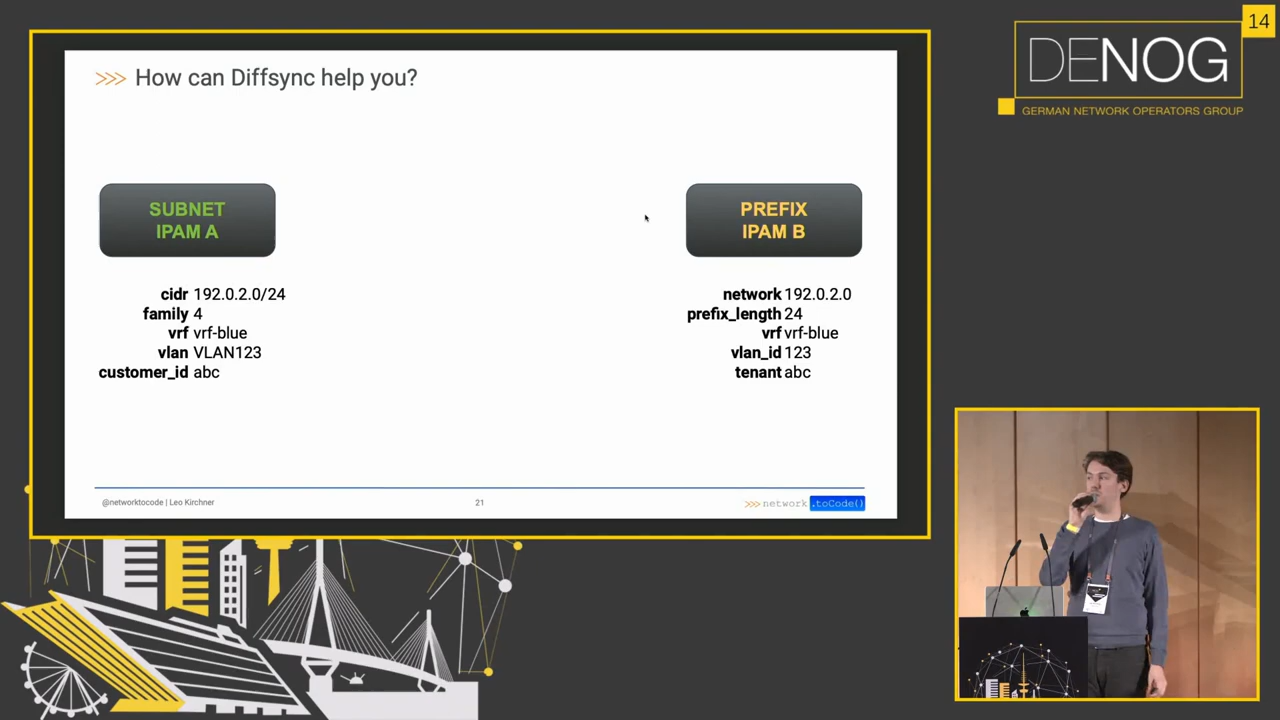 14
DENOG
GERMAN NETWORK OPERATORS GROUP
>>> How can Diffsync help you?
SUBNET
IPAM A
PREFIX
IPAM B
cidr 192.0.2.0/24
family 4
vrf vrf-blue
vlan VLAN123
customer_id abc
network 192.0.2.0
prefix_length 24
vrf vrf-blue
vlan_id 123
tenant abc
@networktocode | Leo Kirchner
21
>>> network .toCode()